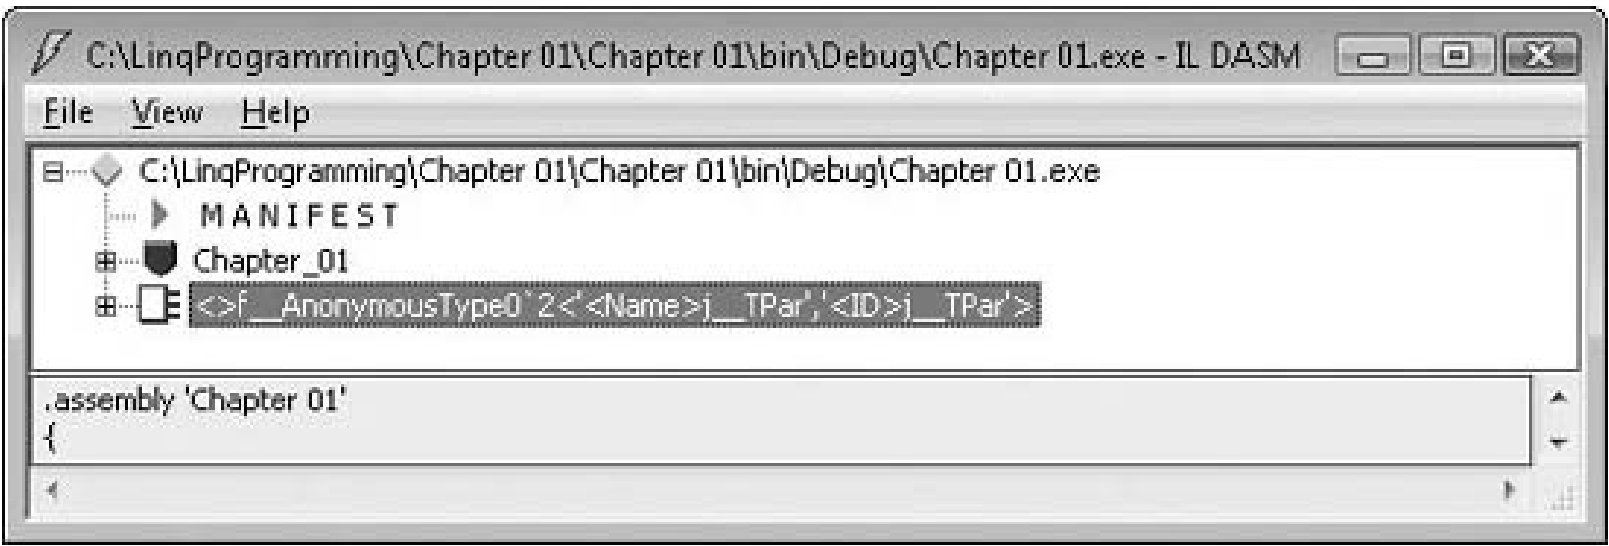 C:\LinqProgramming\Chapter 01\Chapter 01\bin\Debug\Chapter 01.exe - IL DASM
File View Help
C:\LinqProgramming\Chapter 01\Chapter 01\bin\Debug\Chapter 01.exe
MANIFEST
Chapter_01
<>f__AnonymousType0`2<'<Name>j__TPar','<ID>j__TPar'>
.assembly 'Chapter 01'
{